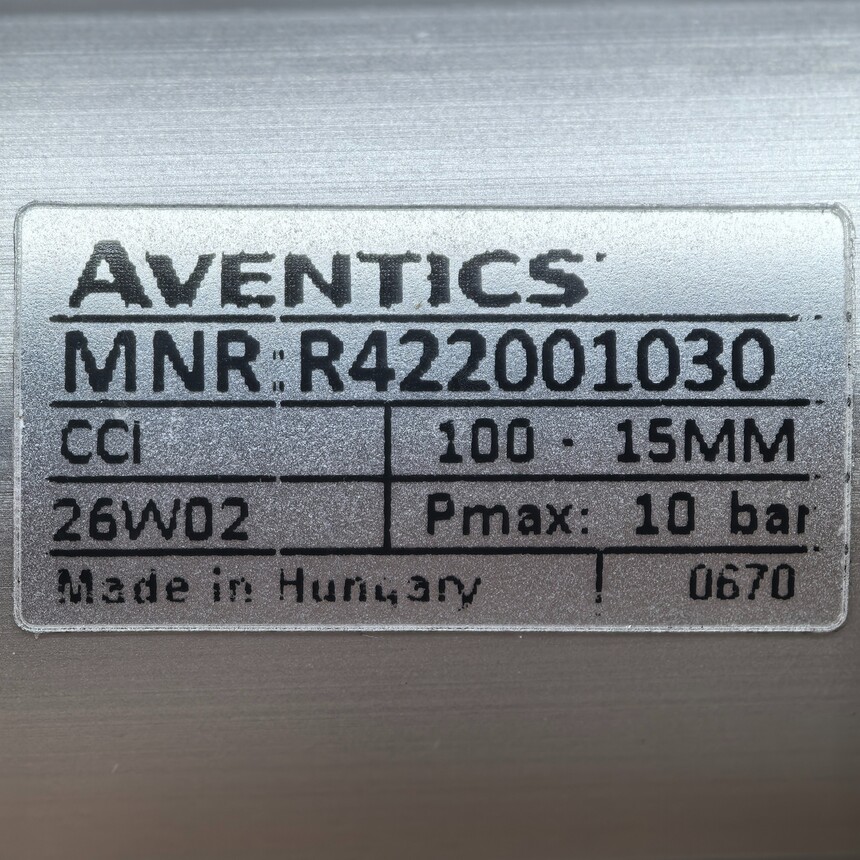 AVENTICS
MNR:R422001030
CCI 100 - 15MM
26W02 Pmax: 10 bar
Made in Hungary 0670